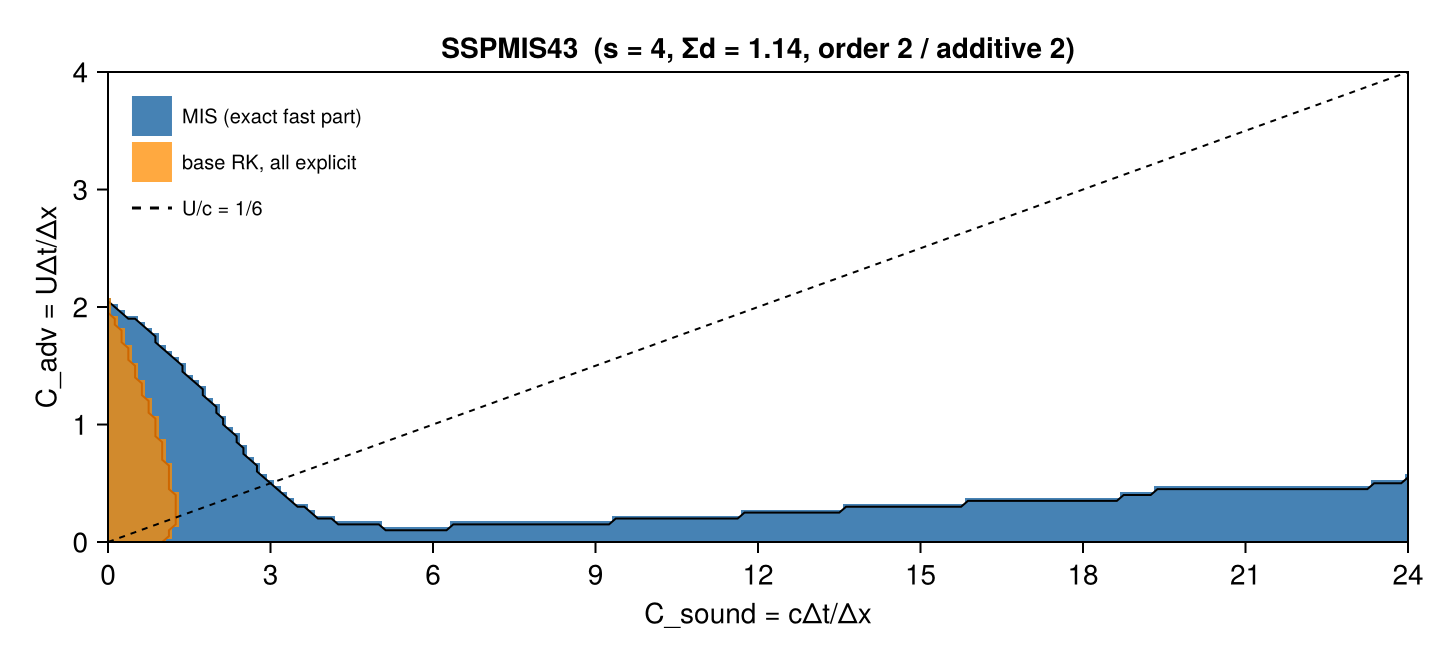 SSPMIS43 (s = 4, Σd = 1.14, order 2 / additive 2)
MIS (exact fast part)
base RK, all explicit
U/c = 1/6
C_adv = UΔt/Δx
4
3
2
1
0
0 3 6 9 12 15 18 21 24
C_sound = cΔt/Δx